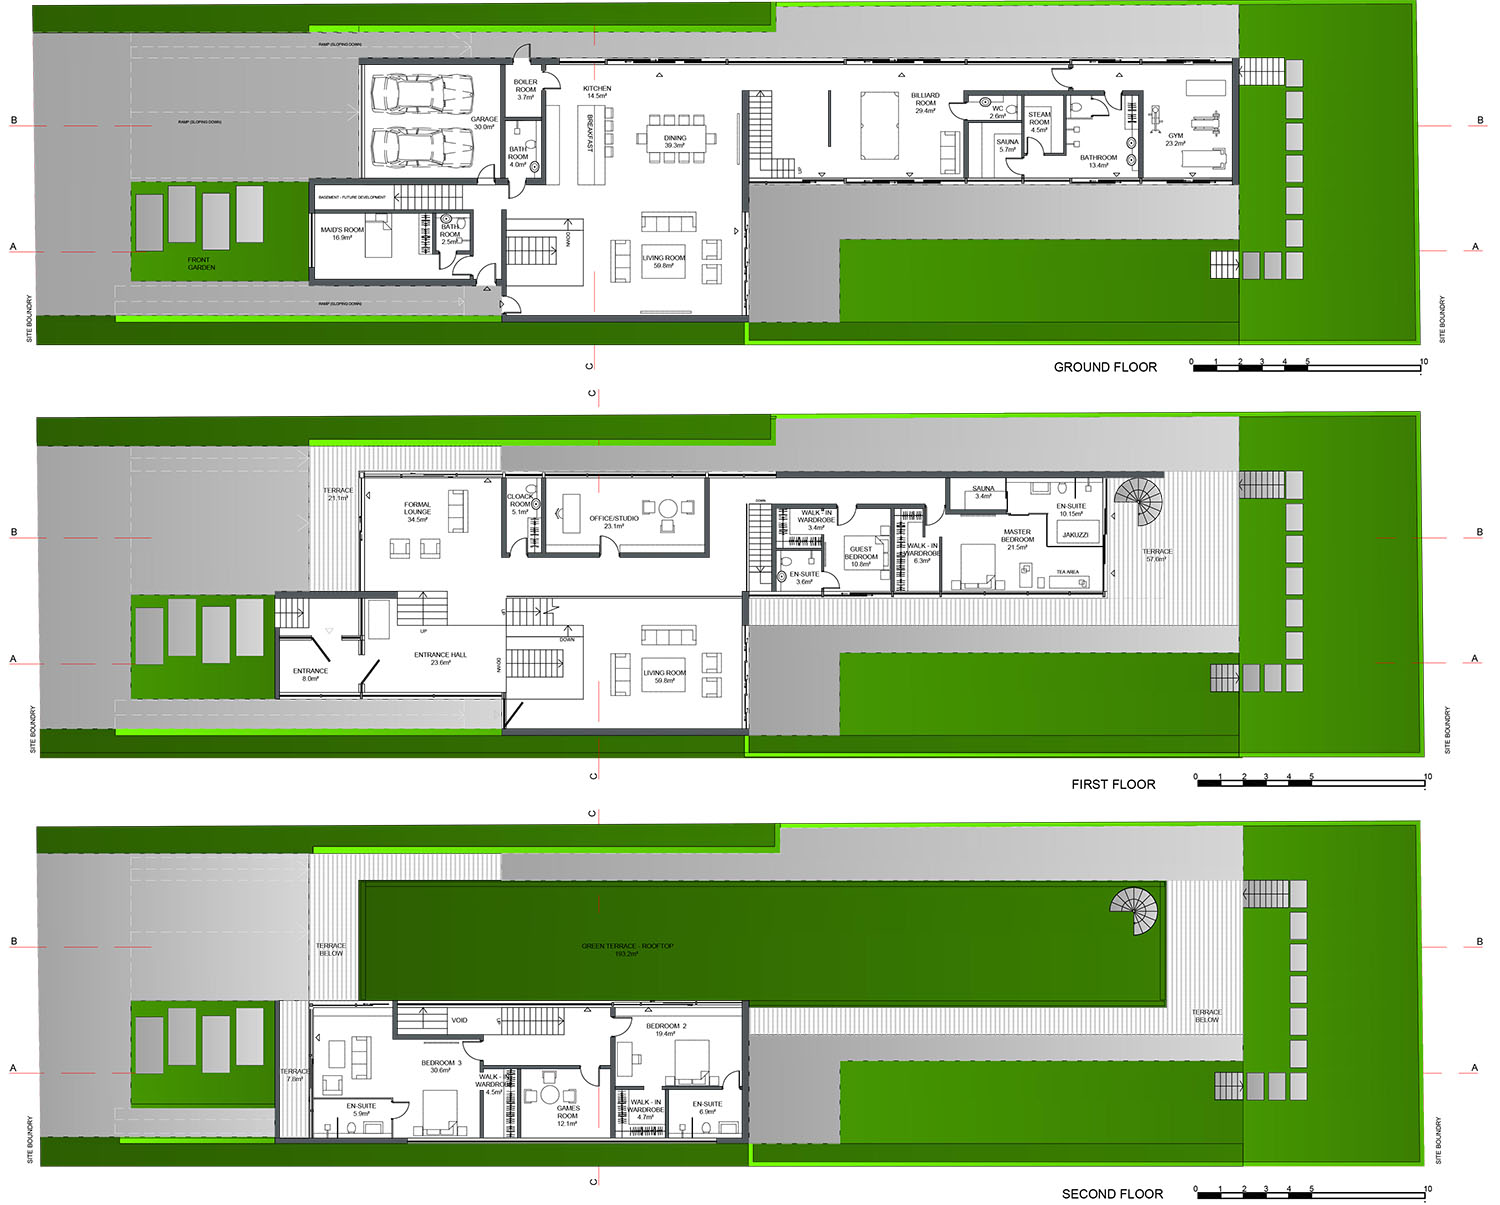 RAMP (SLOPING DOWN)
RAMP (SLOPING DOWN)
B
B
A
A
SITE BOUNDRY
SITE BOUNDRY
FRONT
GARDEN
GARAGE
30.0m²
BOILER
ROOM
3.7m²
BATH
ROOM
4.0m²
KITCHEN
14.5m²
BREAKFAST
DINING
39.3m²
BASEMENT - FUTURE DEVELOPMENT
MAID'S ROOM
16.9m²
BATH
ROOM
2.5m²
DOWN
LIVING ROOM
59.8m²
RAMP (SLOPING DOWN)
UP
BILLIARD
ROOM
29.4m²
WC
2.6m²
SAUNA
5.7m²
STEAM
ROOM
4.5m²
BATHROOM
13.4m²
GYM
23.2m²
C
GROUND FLOOR
0 1 2 3 4 5 10
C
B
B
A
A
SITE BOUNDRY
SITE BOUNDRY
TERRACE
21.1m²
FORMAL
LOUNGE
34.5m²
CLOACK
ROOM
5.1m²
OFFICE/STUDIO
23.1m²
UP
UP
DOWN
DOWN
ENTRANCE
8.0m²
ENTRANCE HALL
23.6m²
LIVING ROOM
59.8m²
DOWN
WALK - IN
WARDROBE
3.4m²
EN-SUITE
3.6m²
GUEST
BEDROOM
10.8m²
WALK - IN
WARDROBE
6.3m²
SAUNA
3.4m²
MASTER
BEDROOM
21.5m²
EN-SUITE
10.15m²
JAKUZZI
TEA AREA
TERRACE
57.6m²
C
FIRST FLOOR
0 1 2 3 4 5 10
C
B
B
A
A
SITE BOUNDRY
SITE BOUNDRY
TERRACE
BELOW
GREEN TERRACE - ROOFTOP
193.2m²
TERRACE
BELOW
TERRACE
7.8m²
VOID
UP
BEDROOM 3
30.6m²
EN-SUITE
5.9m²
WALK - IN
WARDROBE
4.5m²
GAMES
ROOM
12.1m²
BEDROOM 2
19.4m²
WALK - IN
WARDROBE
4.7m²
EN-SUITE
6.9m²
C
SECOND FLOOR
0 1 2 3 4 5 10